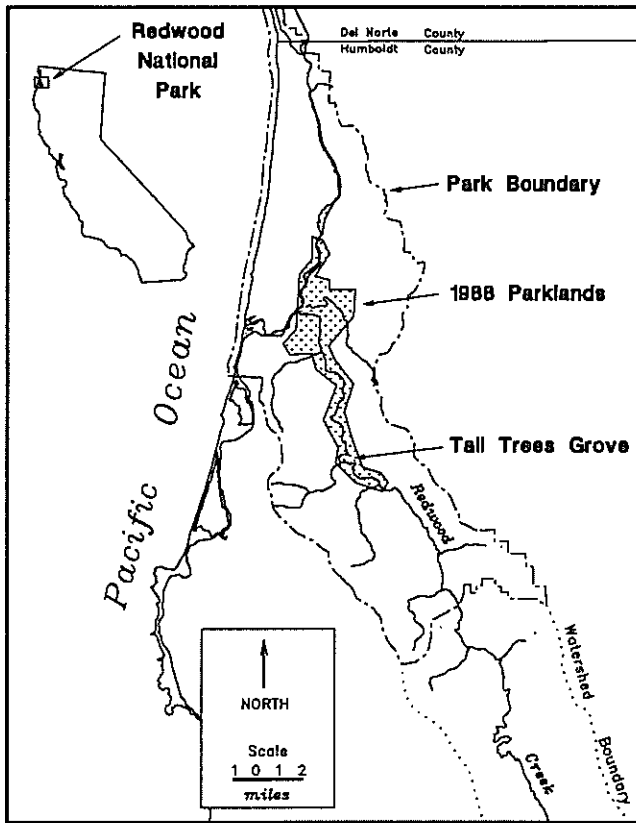 Redwood
National
Park
Del Norte County
Humboldt County
Park Boundary
1988 Parklands
Pacific Ocean
Tall Trees Grove
Redwood
Creek
Watershed
Boundary
NORTH
Scale
1 0 1 2
miles